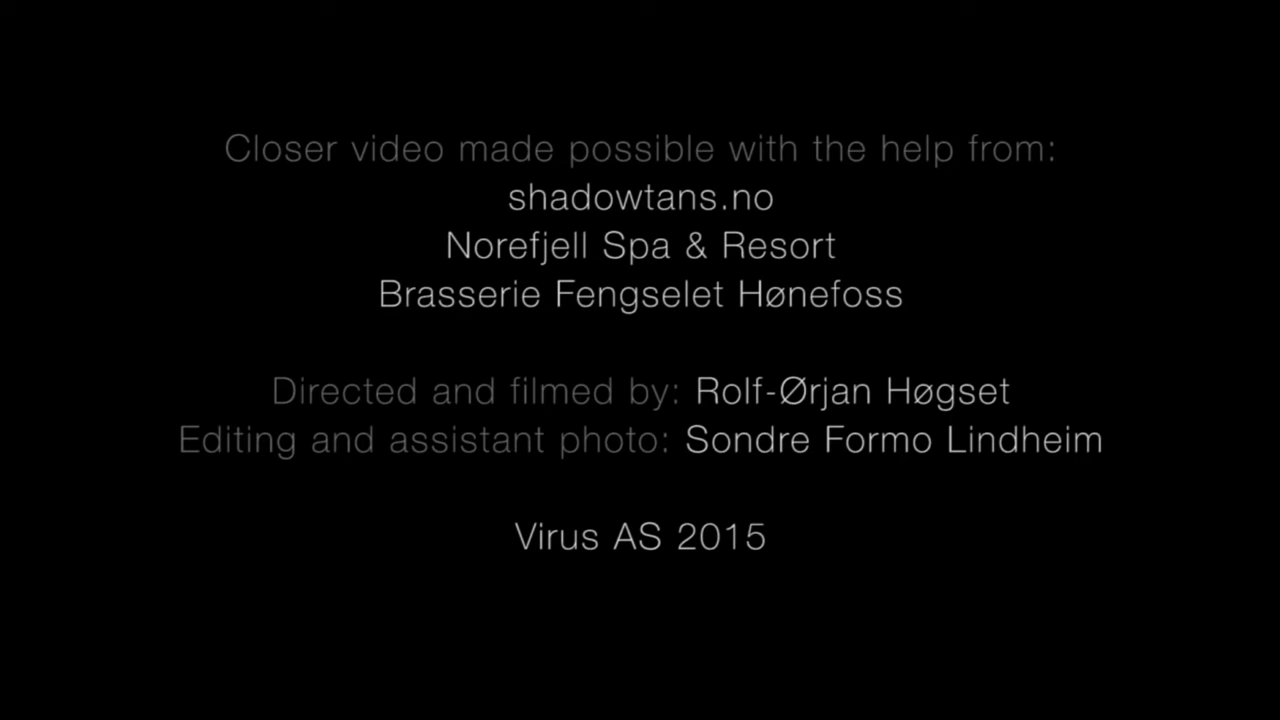 Closer video made possible with the help from:
shadowtans.no
Norefjell Spa & Resort
Brasserie Fengselet Hønefoss
Directed and filmed by: Rolf-Ørjan Høgset
Editing and assistant photo: Sondre Formo Lindheim
Virus AS 2015